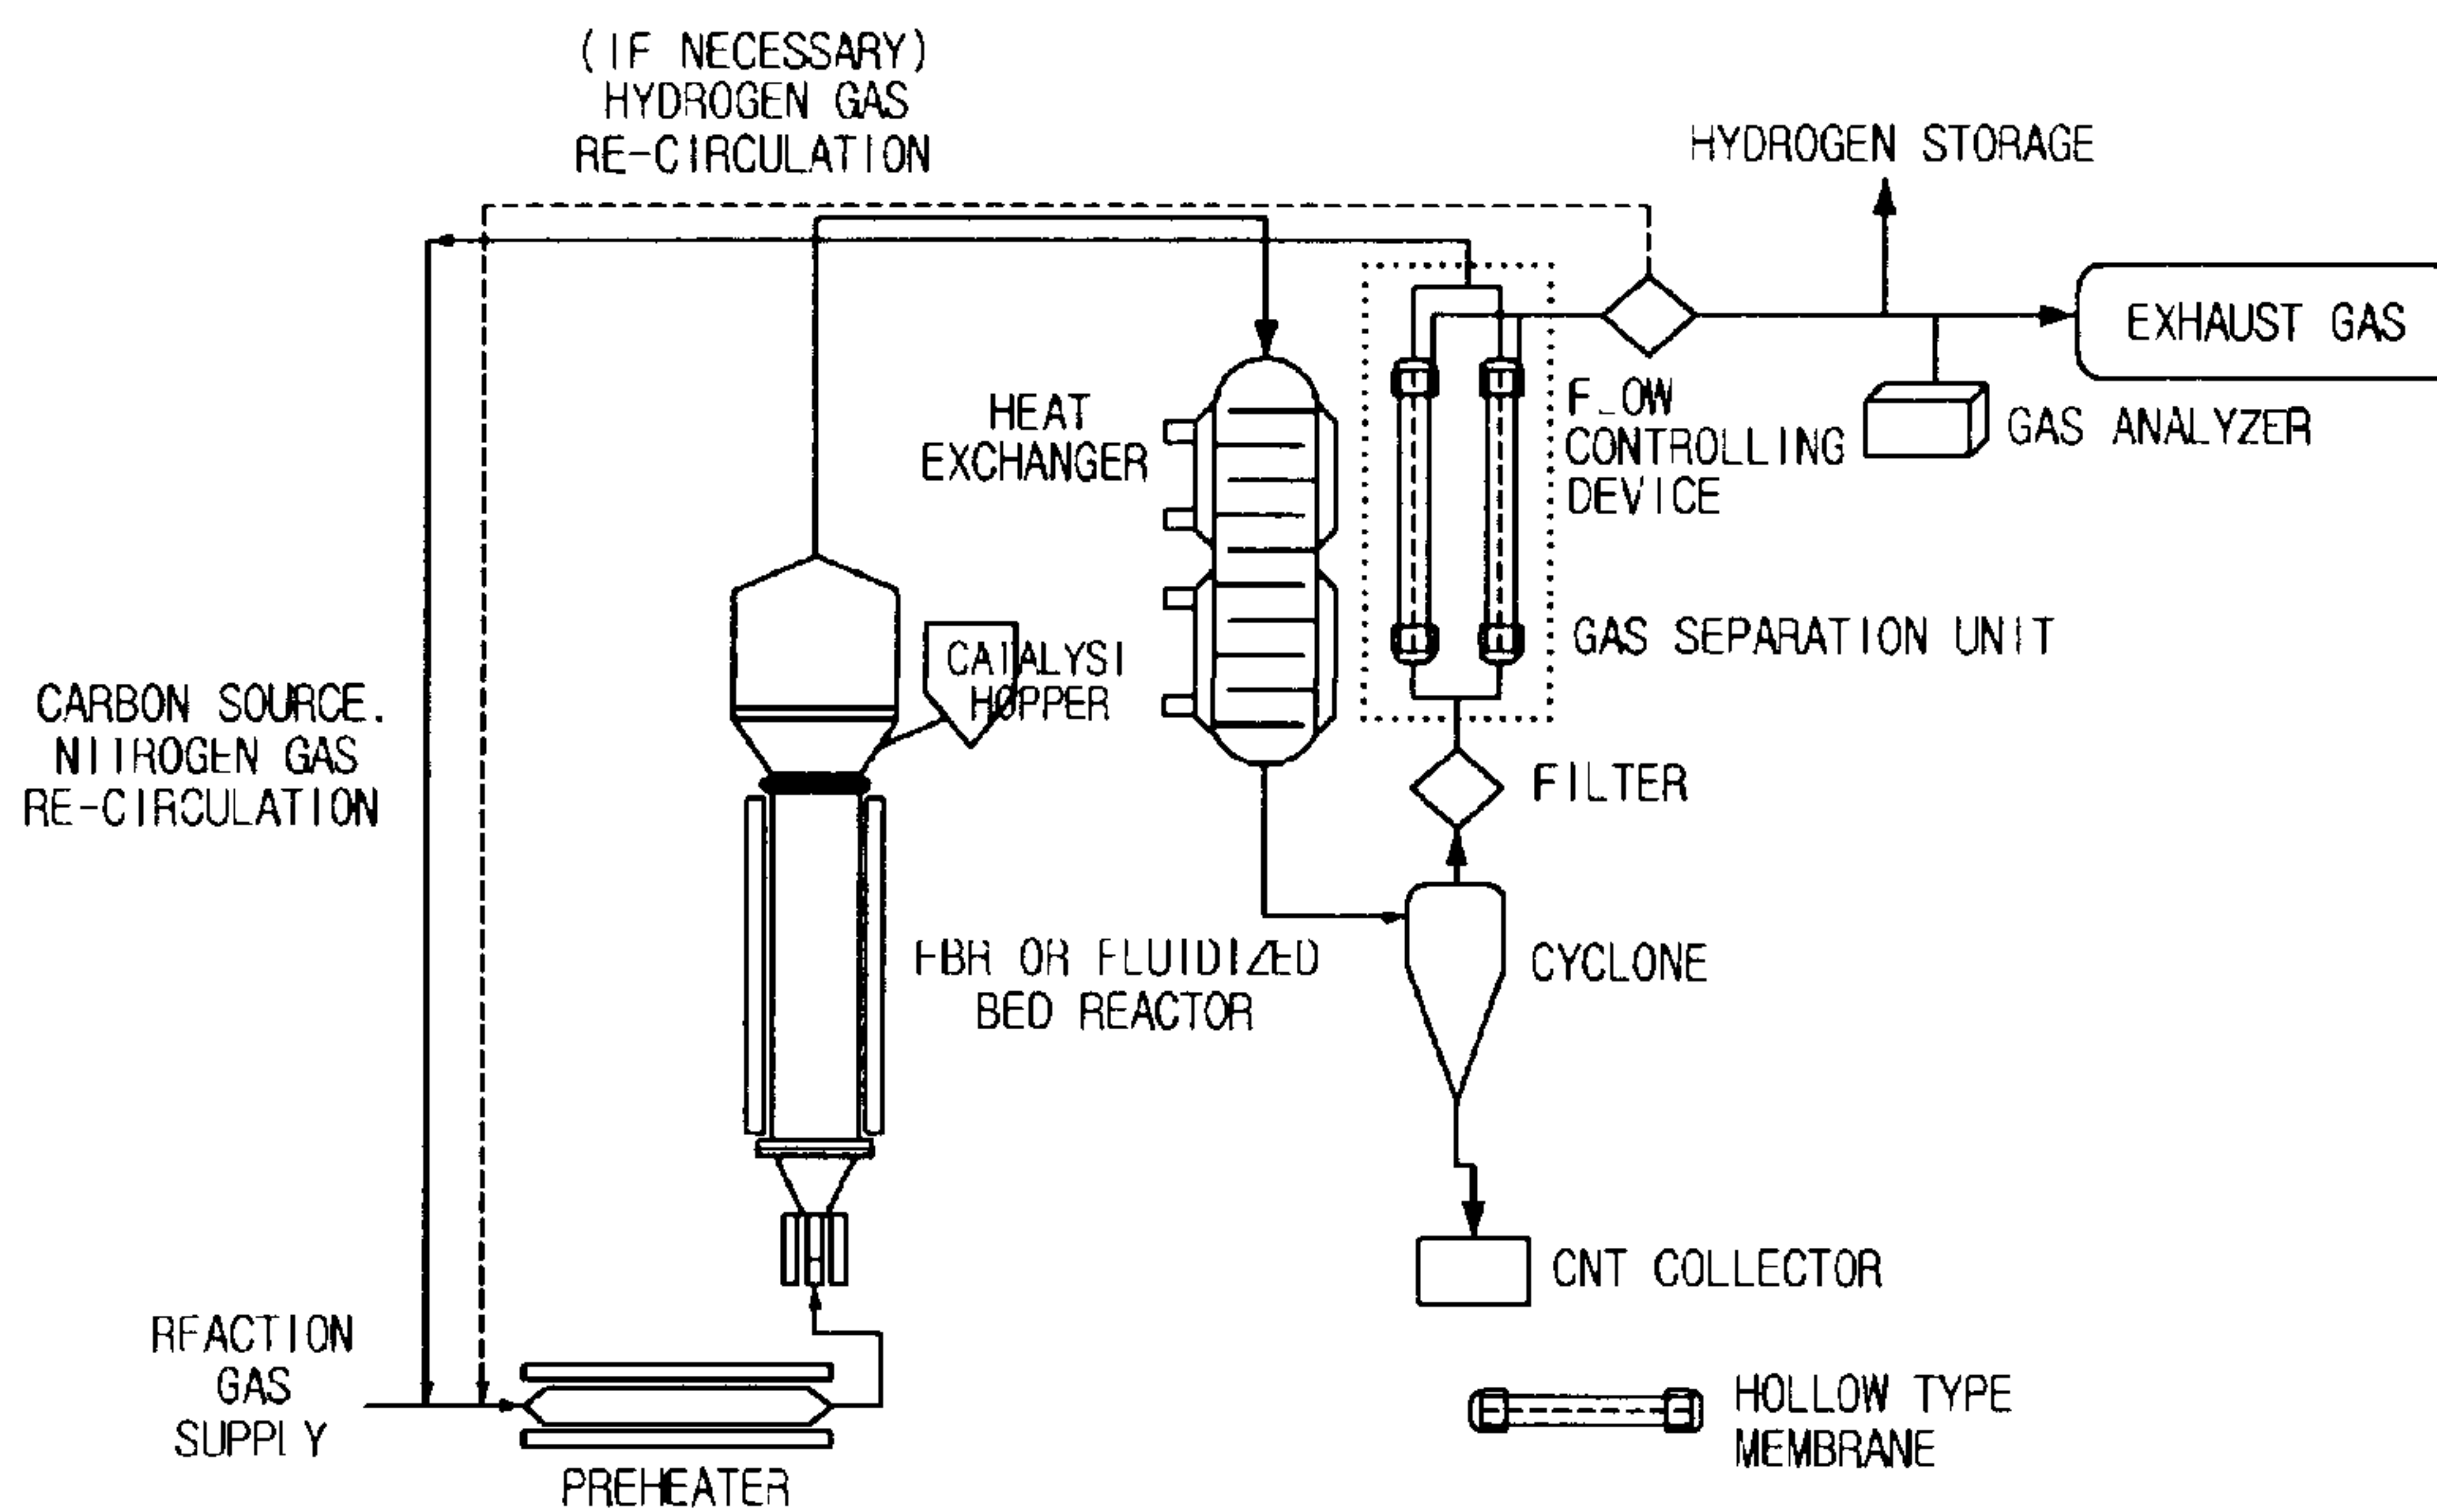 (IF NECESSARY)
HYDROGEN GAS
RE-CIRCULATION
HYDROGEN STORAGE
EXHAUST GAS
GAS ANALYZER
HEAT
EXCHANGER
FLOW
CONTROLLING
DEVICE
GAS SEPARATION UNIT
CATALYST
HOPPER
CARBON SOURCE.
NITROGEN GAS
RE-CIRCULATION
FILTER
FBR OR FLUIDIZED
BED REACTOR
CYCLONE
CNT COLLECTOR
REACTION
GAS
SUPPLY
PREHEATER
HOLLOW TYPE
MEMBRANE